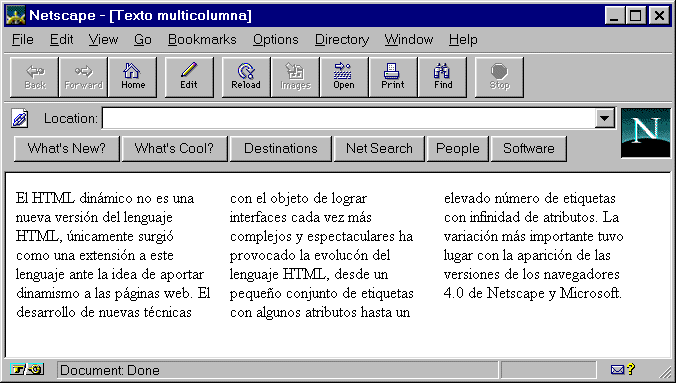 Netscape - [Texto multicolumna]
File Edit View Go Bookmarks Options Directory Window Help
Back Forward Home Edit Reload Images Open Print Find Stop
Location:
N
What's New? What's Cool? Destinations Net Search People Software
El HTML dinámico no es una
nueva versión del lenguaje
HTML, únicamente surgió
como una extensión a este
lenguaje ante la idea de aportar
dinamismo a las páginas web. El
desarrollo de nuevas técnicas
con el objeto de lograr
interfaces cada vez más
complejos y espectaculares ha
provocado la evolucón del
lenguaje HTML, desde un
pequeño conjunto de etiquetas
con algunos atributos hasta un
elevado número de etiquetas
con infinidad de atributos. La
variación más importante tuvo
lugar con la aparición de las
versiones de los navegadores
4.0 de Netscape y Microsoft.
Document: Done
?